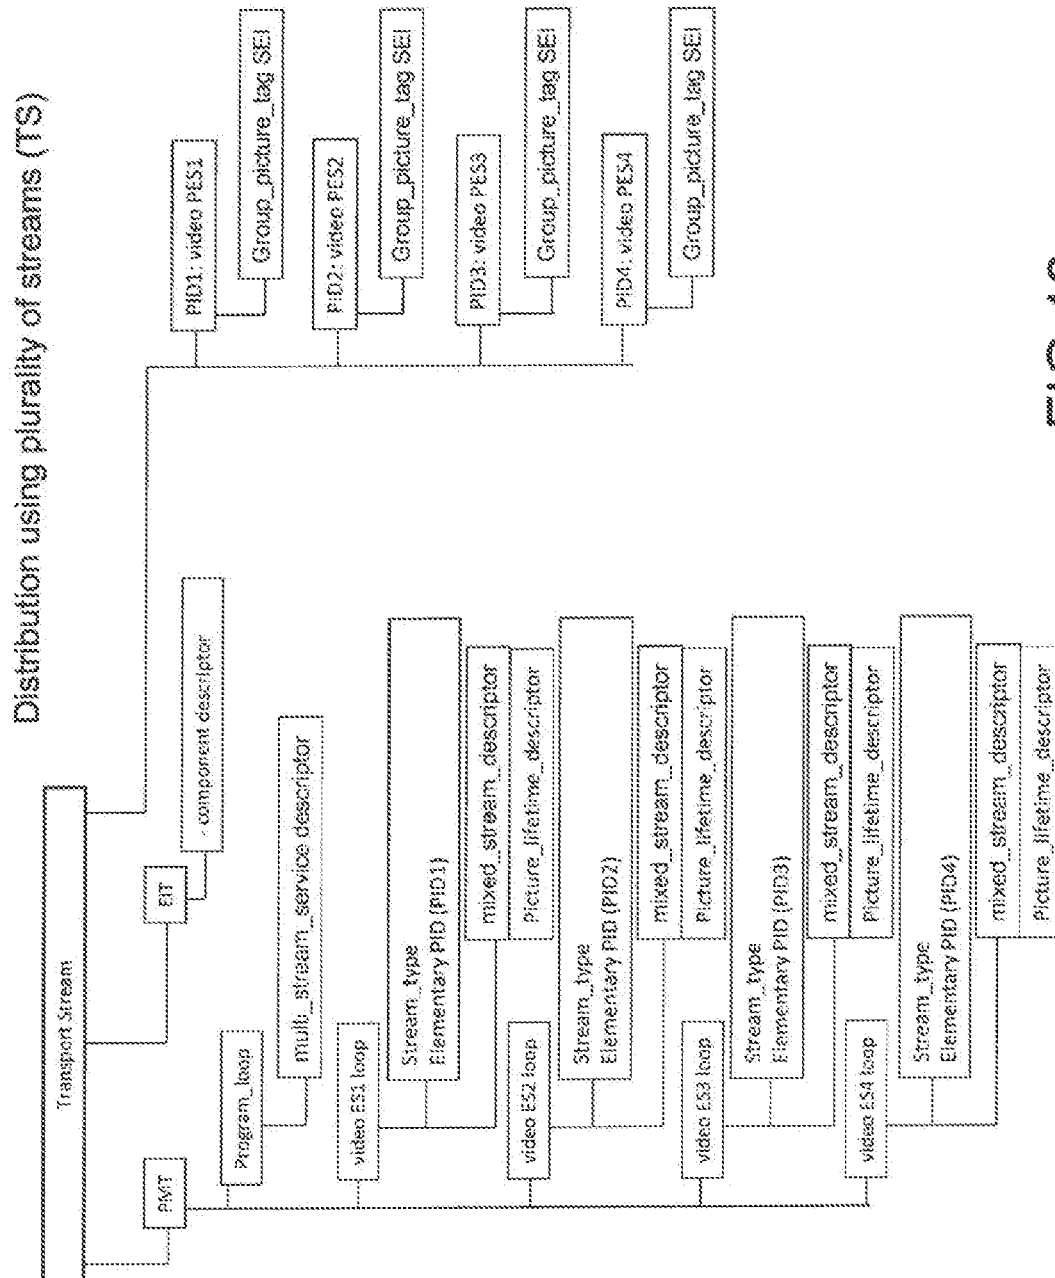 Distribution using plurality of streams (TS)
Transport Stream
PMT
Program_loop
multi_stream_service descriptor
video ES1 loop
Stream_type
Elementary PID (PID1)
mixed_stream_descriptor
Picture_lifetime_descriptor
video ES2 loop
Stream_type
Elementary PID (PID2)
mixed_stream_descriptor
Picture_lifetime_descriptor
video ES3 loop
Stream_type
Elementary PID (PID3)
mixed_stream_descriptor
Picture_lifetime_descriptor
video ES4 loop
Stream_type
Elementary PID (PID4)
mixed_stream_descriptor
Picture_lifetime_descriptor
EIT
- component descriptor
PID1: video PES1
Group_picture_tag SEI
PID2: video PES2
Group_picture_tag SEI
PID3: video PES3
Group_picture_tag SEI
PID4: video PES4
Group_picture_tag SEI